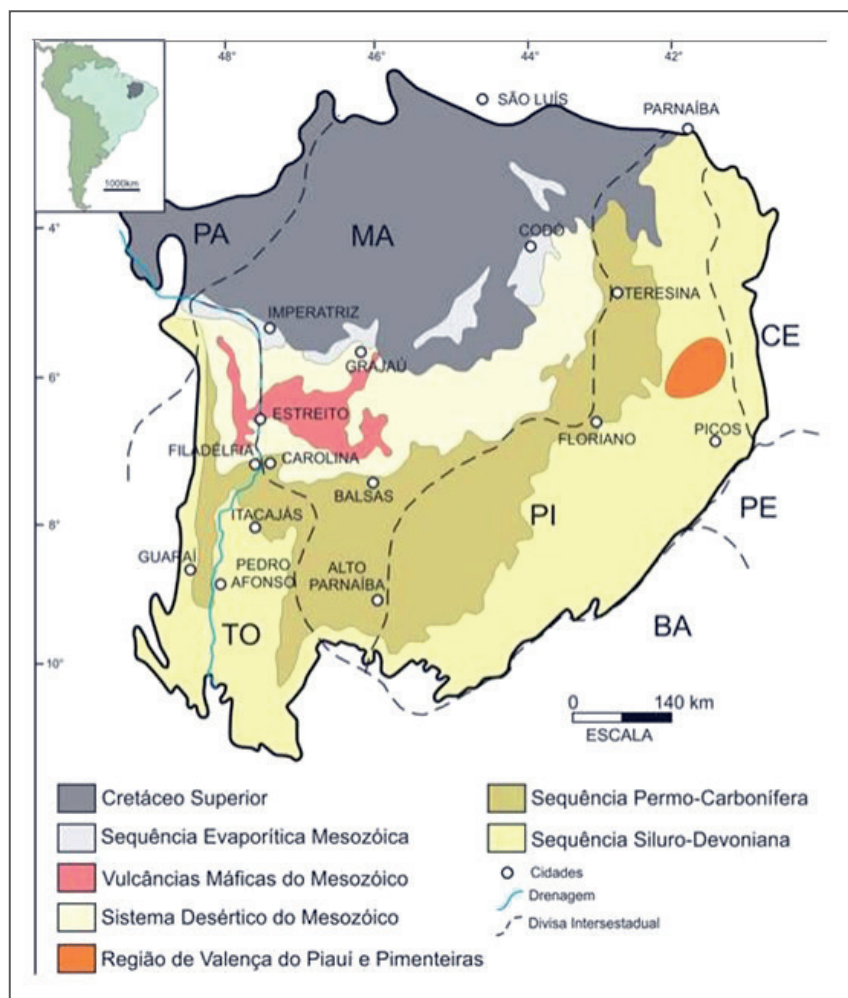 48°
46°
44°
42°
1000km
SÃO LUÍS
PARNAÍBA
4°
PA
MA
CODÓ
TERESINA
IMPERATRIZ
GRAJAÚ
CE
6°
ESTREITO
FLORIANO
PIÇOS
FILADÉLFIA
CAROLINA
BALSAS
PI
PE
8°
ITACAJÁS
GUARAÍ
PEDRO
AFONSO
ALTO
PARNAÍBA
TO
BA
10°
0 140 km
ESCALA
Cretáceo Superior
Sequência Evaporítica Mesozóica
Vulcâncias Máficas do Mesozóico
Sistema Desértico do Mesozóico
Região de Valença do Piauí e Pimenteiras
Sequência Permo-Carbonífera
Sequência Siluro-Devoniana
Cidades
Drenagem
Divisa Intersestadual